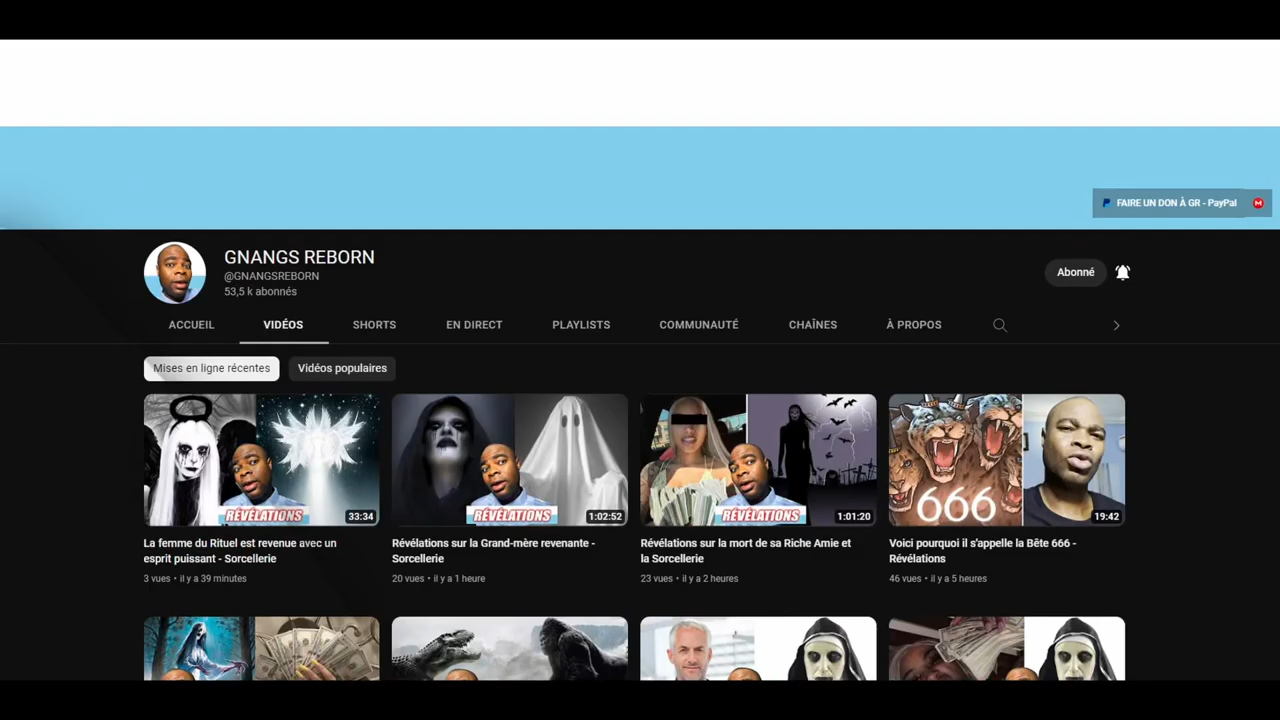 FAIRE UN DON À GR - PayPal
GNANGS REBORN
@GNANGSREBORN
53,5 k abonnés
Abonné
ACCUEIL VIDÉOS SHORTS EN DIRECT PLAYLISTS COMMUNAUTÉ CHAÎNES À PROPOS
Mises en ligne récentes Vidéos populaires
RÉVÉLATIONS 33:34
RÉVÉLATIONS 1:02:52
RÉVÉLATIONS 1:01:20
666 19:42
La femme du Rituel est revenue avec un
esprit puissant - Sorcellerie
3 vues • il y a 39 minutes
Révélations sur la Grand-mère revenante -
Sorcellerie
20 vues • il y a 1 heure
Révélations sur la mort de sa Riche Amie et
la Sorcellerie
23 vues • il y a 2 heures
Voici pourquoi il s'appelle la Bête 666 -
Révélations
46 vues • il y a 5 heures